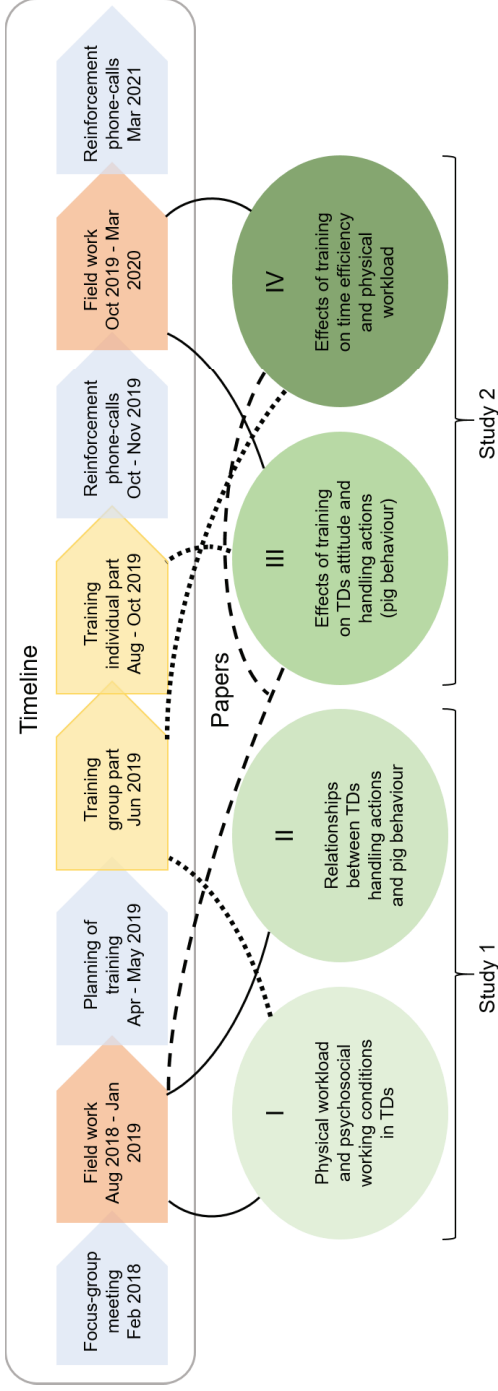 Timeline
Focus-group
meeting
Feb 2018
Field work
Aug 2018 - Jan
2019
Planning of
training
Apr - May 2019
Training
group part
Jun 2019
Training
individual part
Aug - Oct 2019
Reinforcement
phone-calls
Oct - Nov 2019
Field work
Oct 2019 - Mar
2020
Reinforcement
phone-calls
Mar 2021
Papers
I
Physical workload
and psychosocial
working conditions
in TDs
II
Relationships
between TDs
handling actions
and pig behaviour
III
Effects of training
on TDs attitude and
handling actions
(pig behaviour)
IV
Effects of training
on time efficiency
and physical
workload
Study 1
Study 2